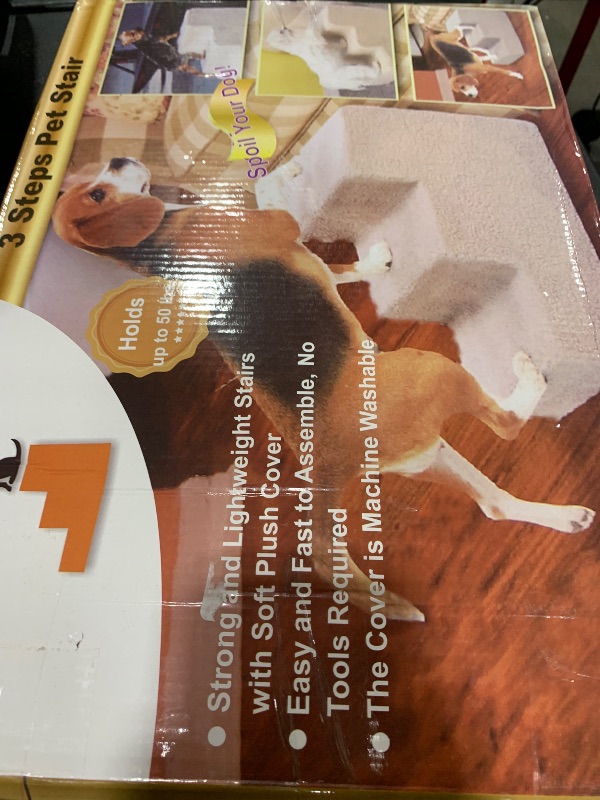 3 Steps Pet Stair
Spoil Your Dog!
Holds
up to 50
Strong and Lightweight Stairs
with Soft Plush Cover
Easy and Fast to Assemble, No
Tools Required
The Cover is Machine Washable